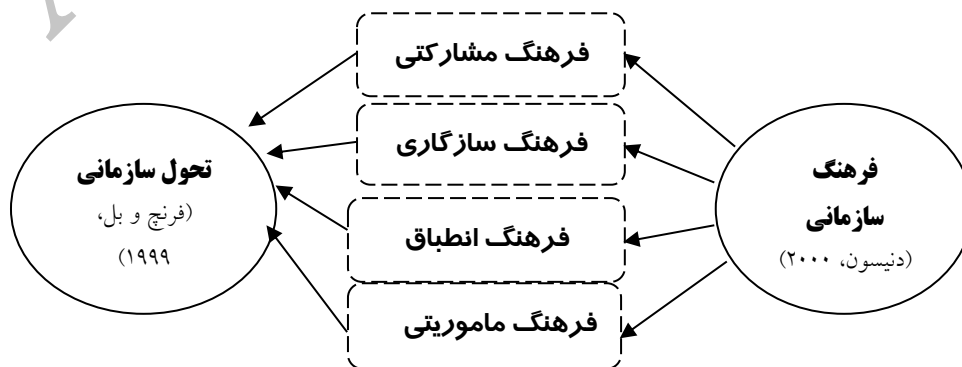 فرهنگ
سازمانی
(دنیسون، ۲۰۰۰)
فرهنگ مشارکتی
فرهنگ سازگاری
فرهنگ انطباق
فرهنگ ماموریتی
تحول سازمانی
(فرنچ و بل،
۱۹۹۹)